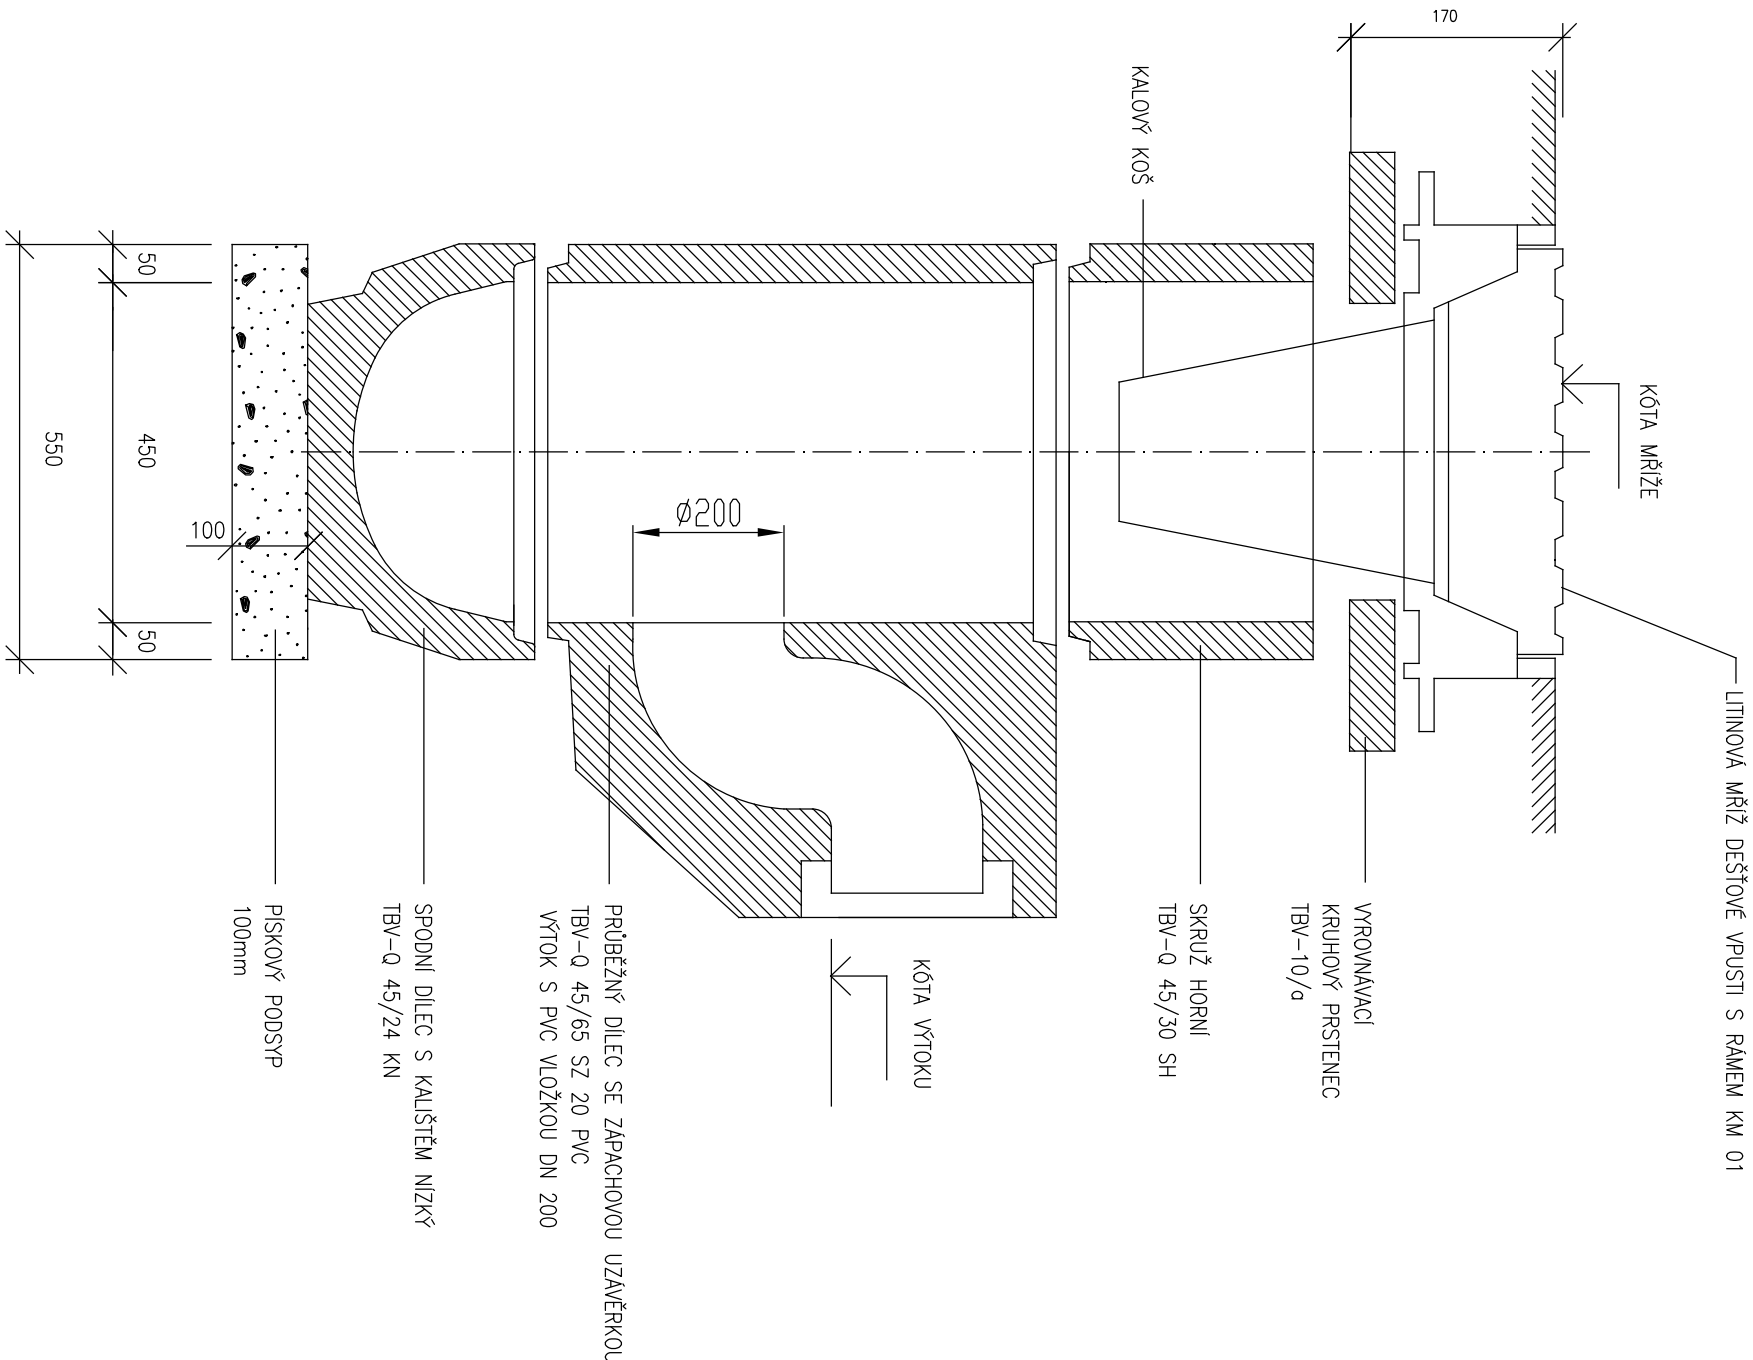 LITINOVÁ MŘÍŽ DEŠŤOVÉ VPUSTI S RÁMEM KM 01
KÓTA MŘÍŽE
170
VYROVNÁVACÍ
KRUHOVÝ PRSTENEC
TBV-10/a
KALOVÝ KOŠ
SKRUŽ HORNÍ
TBV-Q 45/30 SH
KÓTA VÝTOKU
Ø200
PRŮBĚŽNÝ DÍLEC SE ZÁPACHOVOU UZÁVĚRKOU
TBV-Q 45/65 SZ 20 PVC
VÝTOK S PVC VLOŽKOU DN 200
SPODNÍ DÍLEC S KALIŠTĚM NÍZKÝ
TBV-Q 45/24 KN
PÍSKOVÝ PODSYP
100mm
100
50
450
50
550